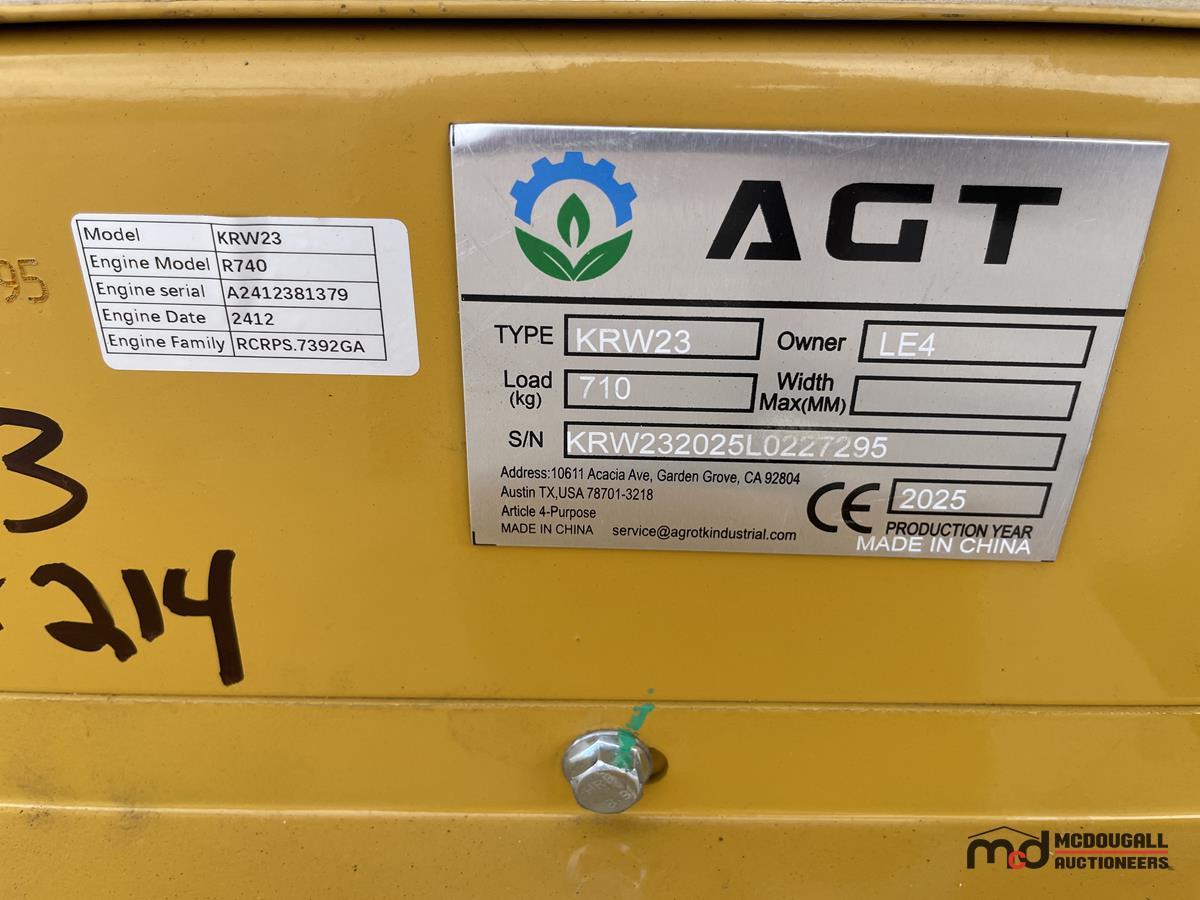 95
Model KRW23
Engine Model R740
Engine serial A2412381379
Engine Date 2412
Engine Family RCRPS.7392GA
3
214
AGT
TYPE KRW23 Owner LE4
Load (kg) 710 Width Max(MM)
S/N KRW232025L0227295
Address:10611 Acacia Ave, Garden Grove, CA 92804
Austin TX,USA 78701-3218
Article 4-Purpose
MADE IN CHINA service@agrotkindustrial.com
CE 2025
PRODUCTION YEAR
MADE IN CHINA
mcd MCDOUGALL
AUCTIONEERS